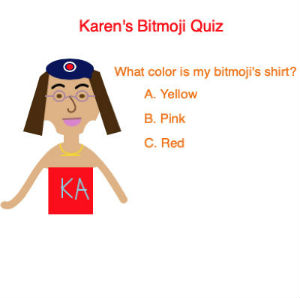 Karen's Bitmoji Quiz
What color is my bitmoji's shirt?
A. Yellow
B. Pink
C. Red
KA